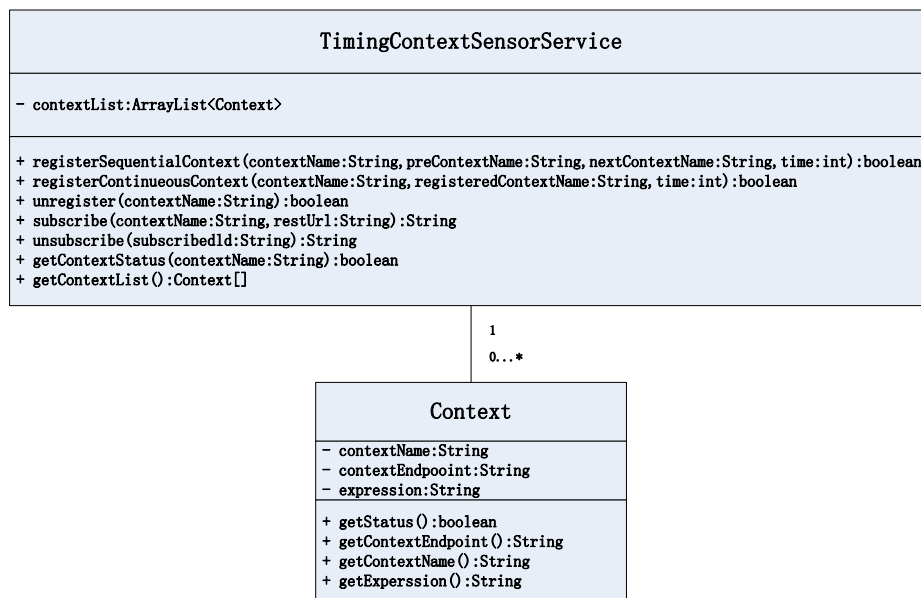 TimingContextSensorService
- contextList:ArrayList<Context>
+ registerSequentialContext(contextName:String,preContextName:String,nextContextName:String,time:int):boolean
+ registerContinueousContext(contextName:String,registeredContextName:String,time:int):boolean
+ unregister(contextName:String):boolean
+ subscribe(contextName:String,restUrl:String):String
+ unsubscribe(subscribedId:String):String
+ getContextStatus(contextName:String):boolean
+ getContextList():Context[]
1
0...*
Context
- contextName:String
- contextEndpooint:String
- expression:String
+ getStatus():boolean
+ getContextEndpoint():String
+ getContextName():String
+ getExperssion():String